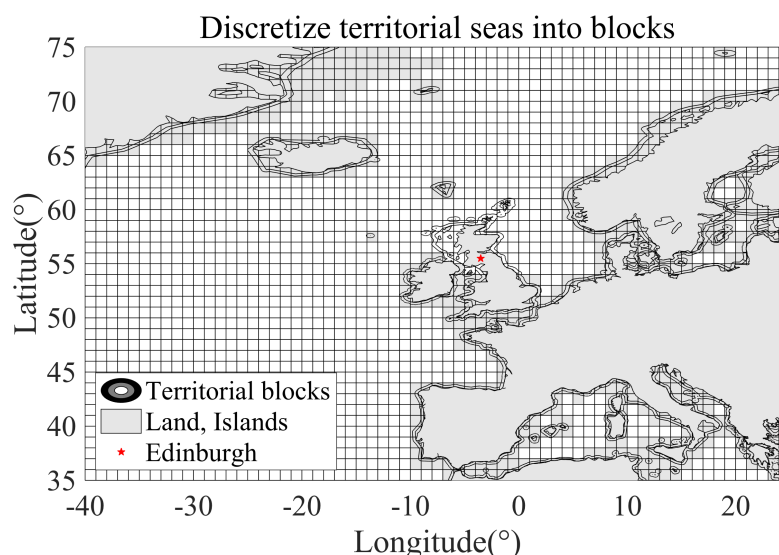 Discretize territorial seas into blocks
75
70
65
60
55
50
45
40
35
Latitude(°)
Territorial blocks
Land, Islands
Edinburgh
-40 -30 -20 -10 0 10 20
Longitude(°)